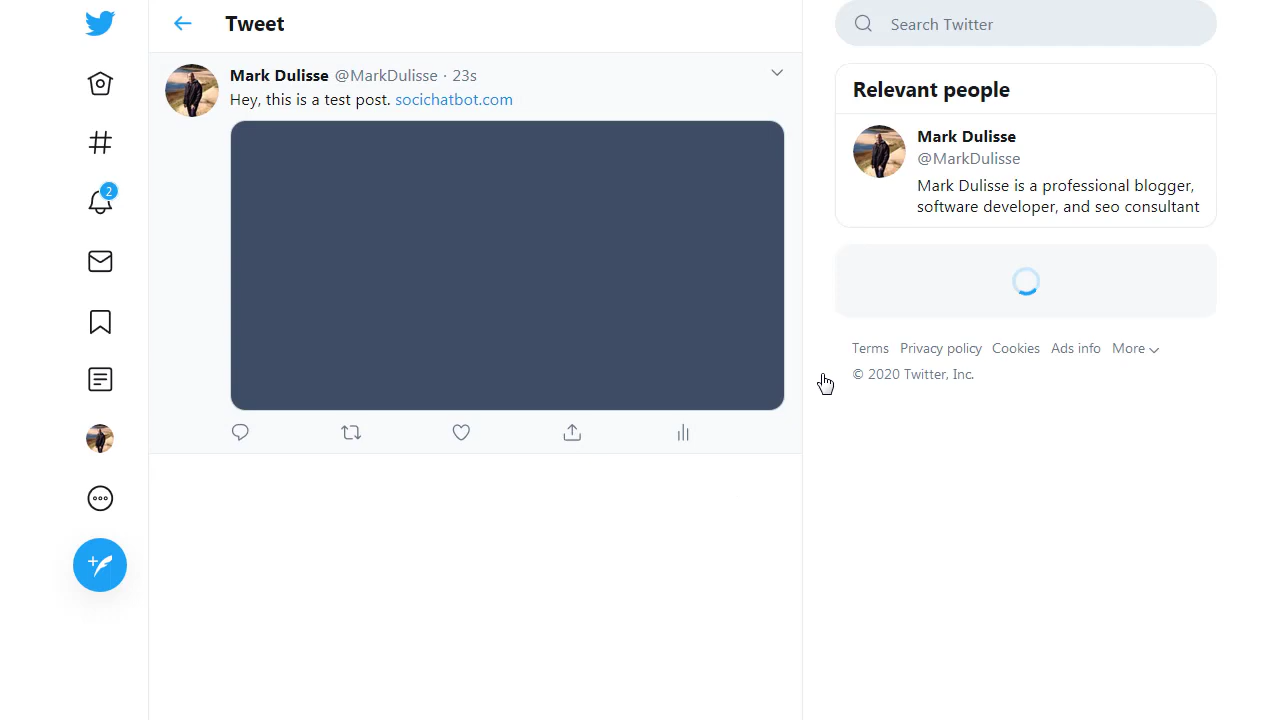 Tweet
Mark Dulisse @MarkDulisse · 23s
Hey, this is a test post. socichatbot.com
2
Search Twitter
Relevant people
Mark Dulisse
@MarkDulisse
Mark Dulisse is a professional blogger,
software developer, and seo consultant
Terms Privacy policy Cookies Ads info More
© 2020 Twitter, Inc.